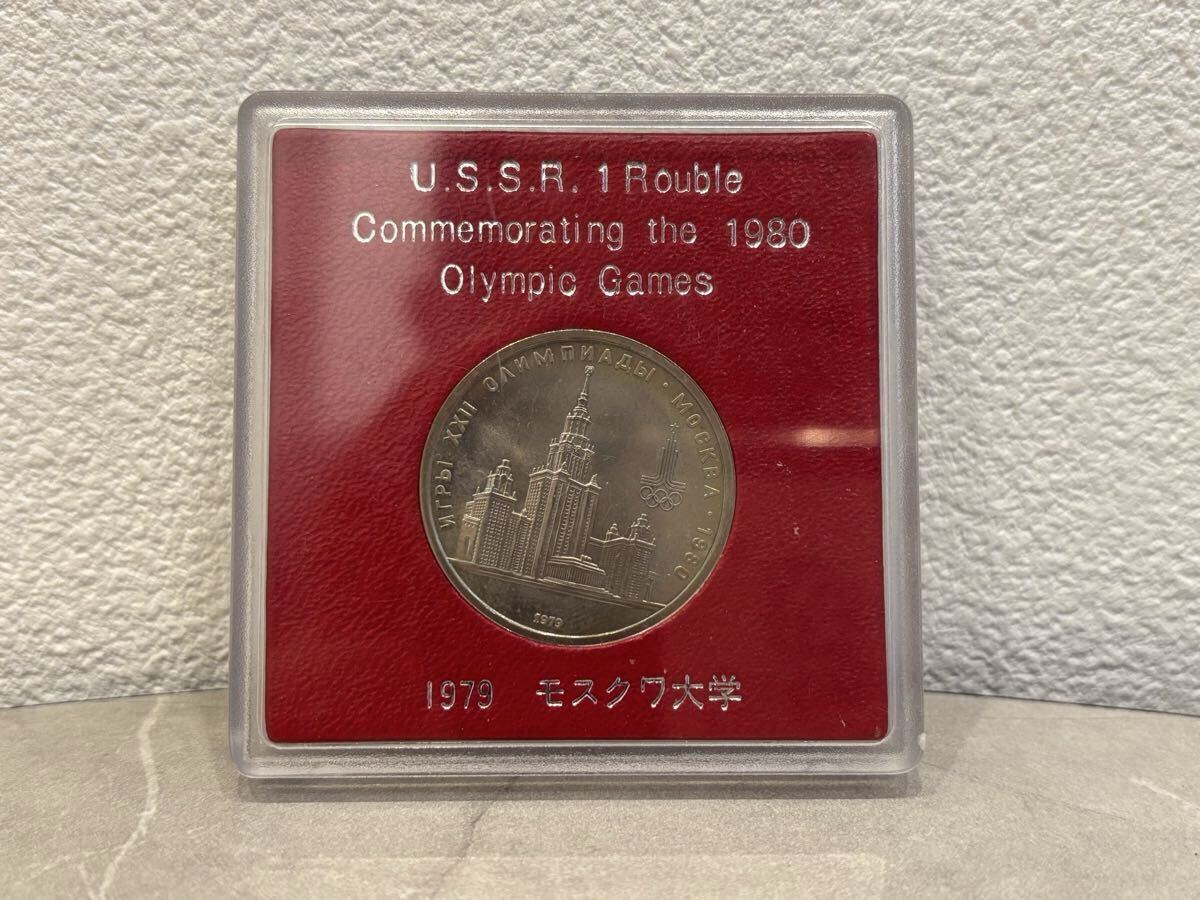 U.S.S.R. 1 Rouble
Commemorating the 1980
Olympic Games
ИГРЫ XXII ОЛИМПИАДЫ · МОСКВА · 1980
1979
1979 モスクワ大学